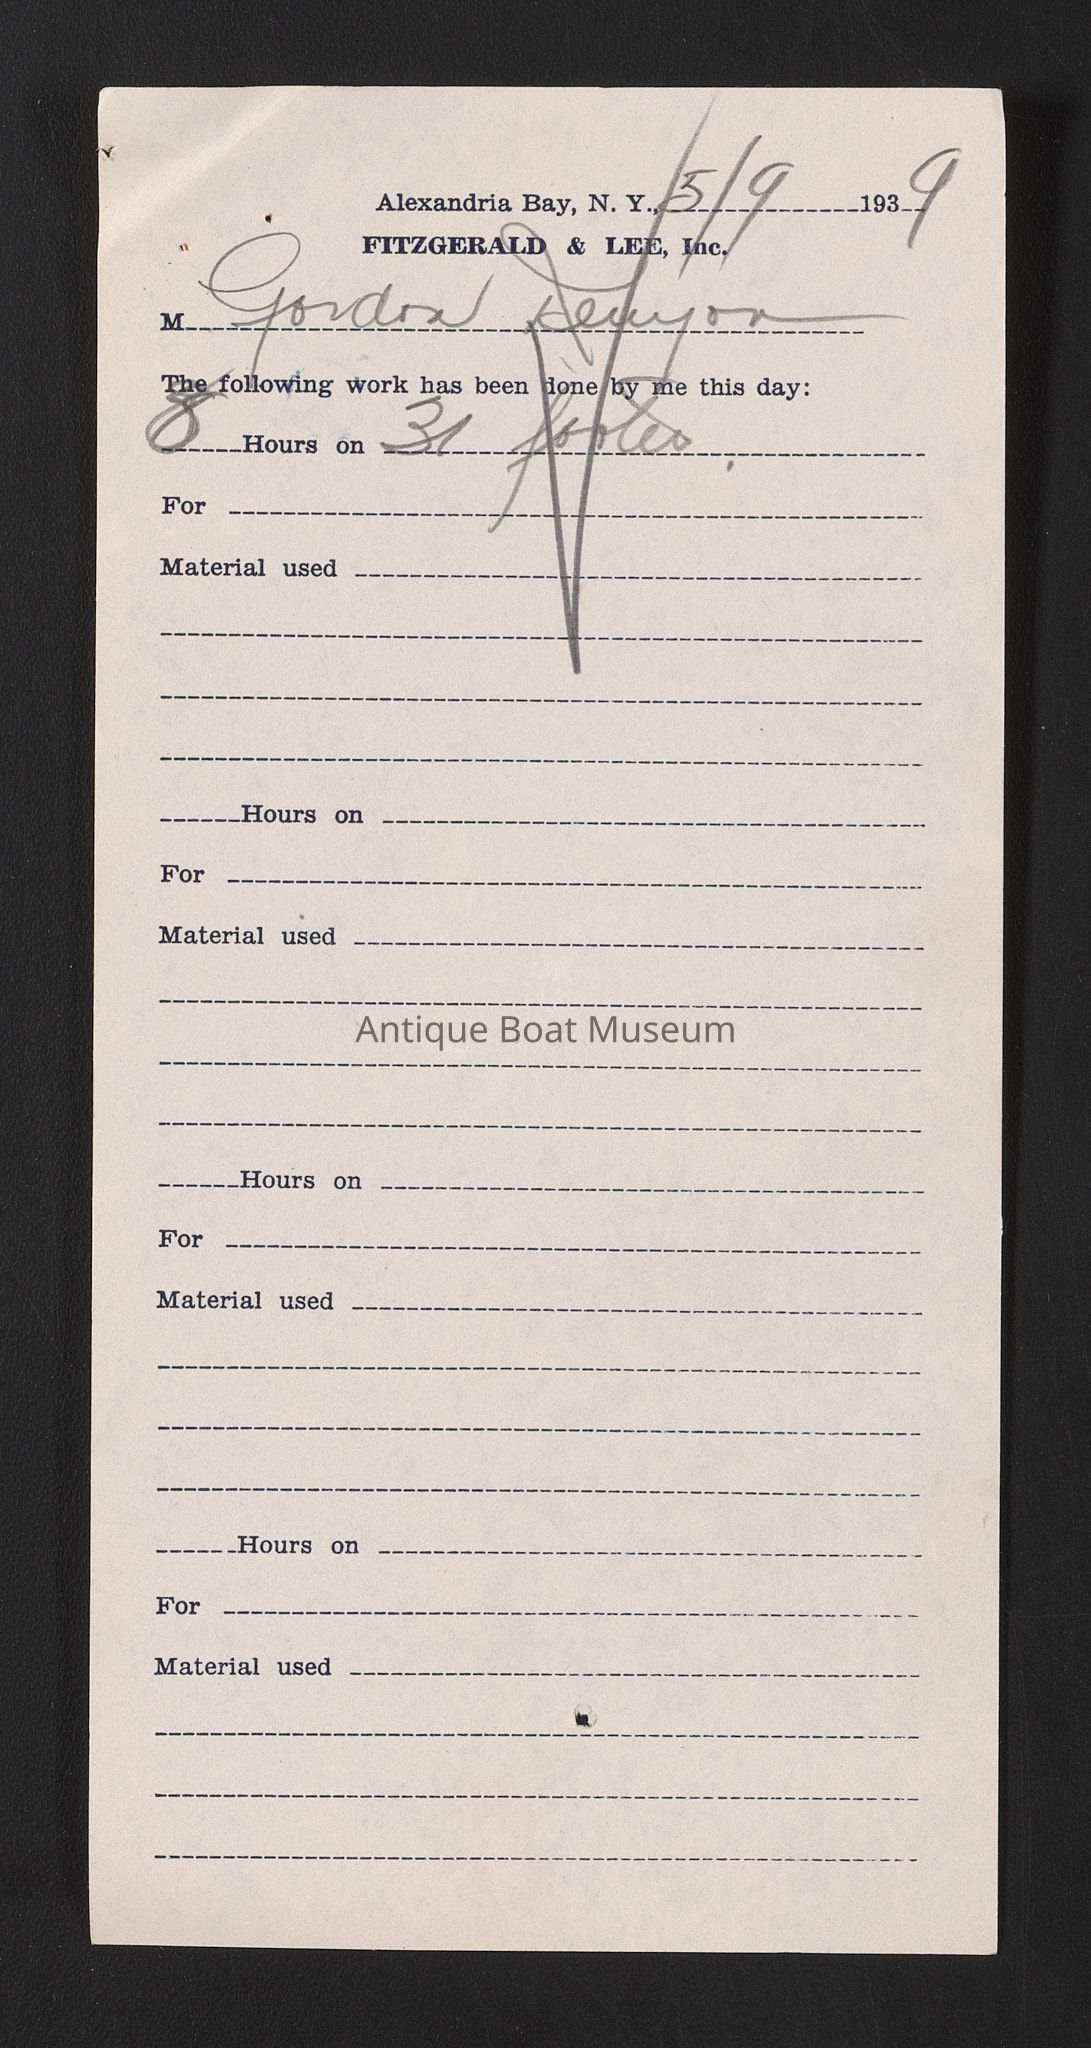 Alexandria Bay, N. Y., 5/9 1939
FITZGERALD & LEE, Inc.
M Gordon Kenyon
The following work has been done by me this day:
8 Hours on 31 footer
For
Material used
Hours on
For
Material used
Antique Boat Museum
Hours on
For
Material used
Hours on
For
Material used